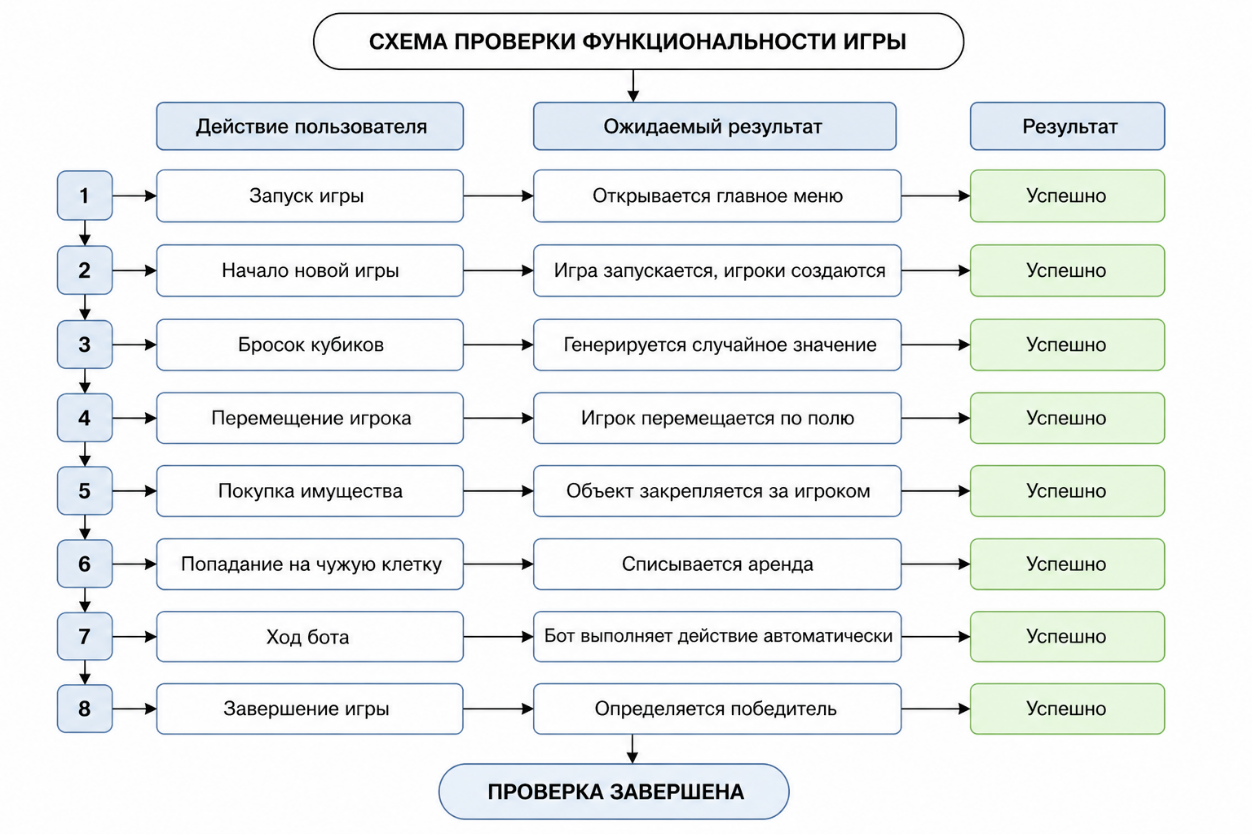 СХЕМА ПРОВЕРКИ ФУНКЦИОНАЛЬНОСТИ ИГРЫ
Действие пользователя
Ожидаемый результат
Результат
1
Запуск игры
Открывается главное меню
Успешно
2
Начало новой игры
Игра запускается, игроки создаются
Успешно
3
Бросок кубиков
Генерируется случайное значение
Успешно
4
Перемещение игрока
Игрок перемещается по полю
Успешно
5
Покупка имущества
Объект закрепляется за игроком
Успешно
6
Попадание на чужую клетку
Списывается аренда
Успешно
7
Ход бота
Бот выполняет действие автоматически
Успешно
8
Завершение игры
Определяется победитель
Успешно
ПРОВЕРКА ЗАВЕРШЕНА